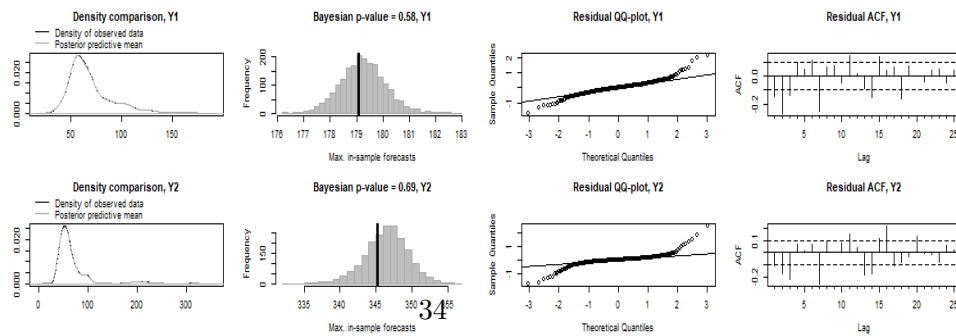 Density comparison, Y1
Density of observed data
Posterior predictive mean
0.000 0.020
50 100 150
Bayesian p-value = 0.58, Y1
Frequency
0 50 100 200
176 177 178 179 180 181 182 183
Max. in-sample forecasts
Residual QQ-plot, Y1
Sample Quantiles
-1 0 1 2
-3 -2 -1 0 1 2 3
Theoretical Quantiles
Residual ACF, Y1
ACF
-0.2 0.0
0 5 10 15 20 25
Lag
Density comparison, Y2
Density of observed data
Posterior predictive mean
0.000 0.020
0 100 200 300
Bayesian p-value = 0.69, Y2
Frequency
0 50 150
335 340 345 350 355
Max. in-sample forecasts
Residual QQ-plot, Y2
Sample Quantiles
-1 0 1
-3 -2 -1 0 1 2 3
Theoretical Quantiles
Residual ACF, Y2
ACF
-0.2 0.1
0 5 10 15 20 25
Lag
34